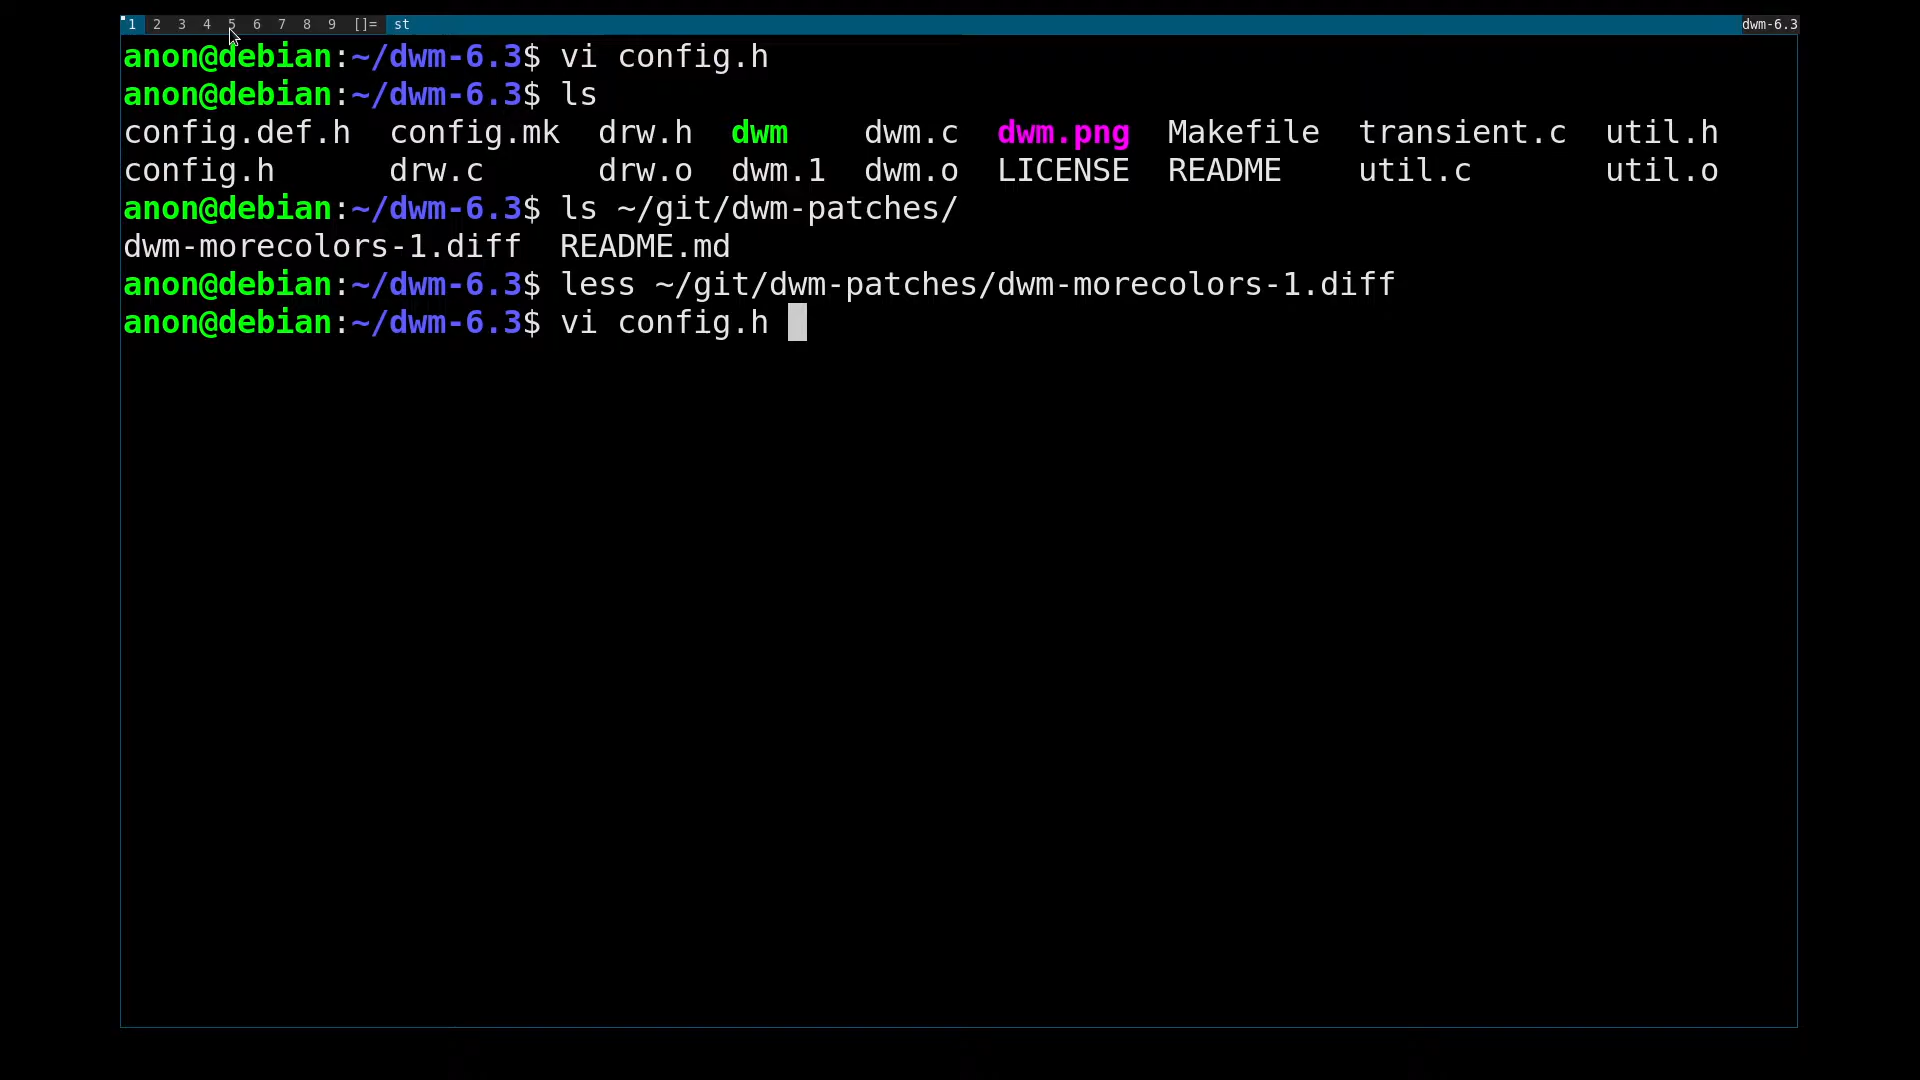 1 2 3 4 5 6 7 8 9 []= st dwm-6.3
anon@debian:~/dwm-6.3$ vi config.h
anon@debian:~/dwm-6.3$ ls
config.def.h  config.mk  drw.h  dwm    dwm.c  dwm.png  Makefile  transient.c  util.h
config.h      drw.c      drw.o  dwm.1  dwm.o  LICENSE  README    util.c       util.o
anon@debian:~/dwm-6.3$ ls ~/git/dwm-patches/
dwm-morecolors-1.diff  README.md
anon@debian:~/dwm-6.3$ less ~/git/dwm-patches/dwm-morecolors-1.diff
anon@debian:~/dwm-6.3$ vi config.h